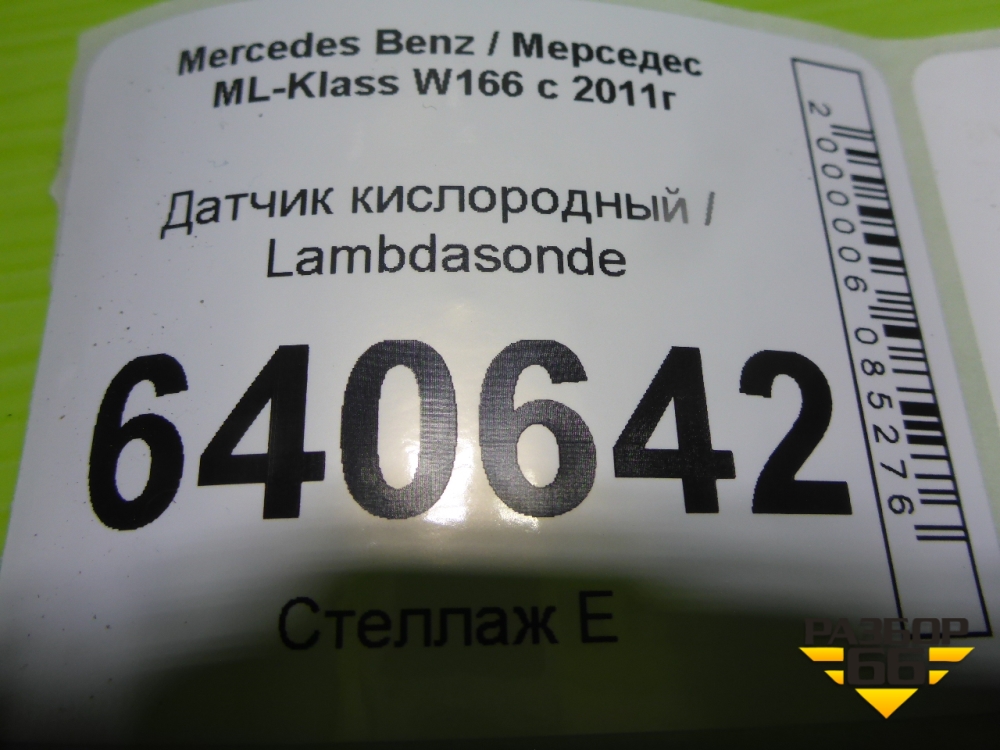 Mercedes Benz / Мерседес
ML-Klass W166 с 2011г
Датчик кислородный /
Lambdasonde
640642
Стеллаж Е
2000006085276
РАЗБОР
66